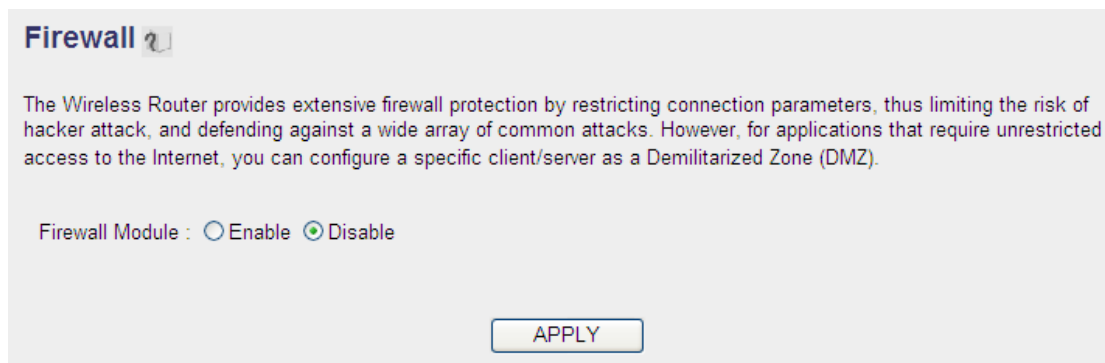 Firewall
The Wireless Router provides extensive firewall protection by restricting connection parameters, thus limiting the risk of
hacker attack, and defending against a wide array of common attacks. However, for applications that require unrestricted
access to the Internet, you can configure a specific client/server as a Demilitarized Zone (DMZ).
Firewall Module : Enable Disable
APPLY